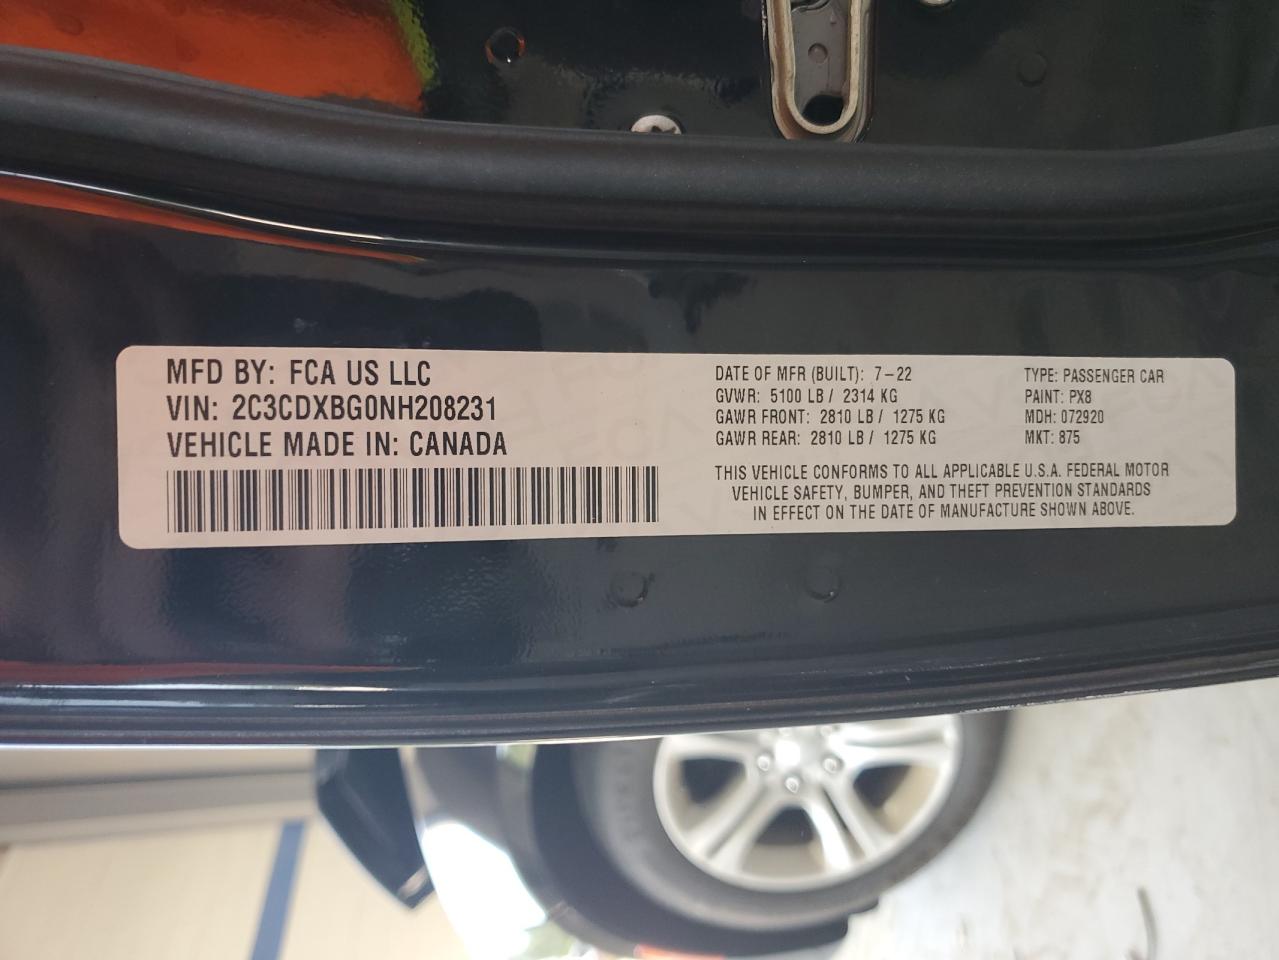 MFD BY: FCA US LLC
VIN: 2C3CDXBG0NH208231
VEHICLE MADE IN: CANADA
DATE OF MFR (BUILT): 7-22
GVWR: 5100 LB / 2314 KG
GAWR FRONT: 2810 LB / 1275 KG
GAWR REAR: 2810 LB / 1275 KG
TYPE: PASSENGER CAR
PAINT: PX8
MDH: 072920
MKT: 875
THIS VEHICLE CONFORMS TO ALL APPLICABLE U.S.A. FEDERAL MOTOR
VEHICLE SAFETY, BUMPER, AND THEFT PREVENTION STANDARDS
IN EFFECT ON THE DATE OF MANUFACTURE SHOWN ABOVE.